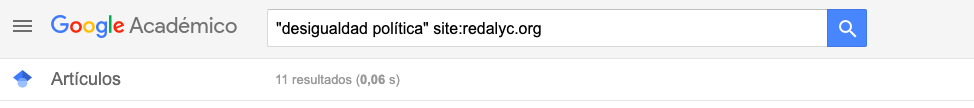 Google Académico
"desigualdad política" site:redalyc.org
Artículos
11 resultados (0,06 s)